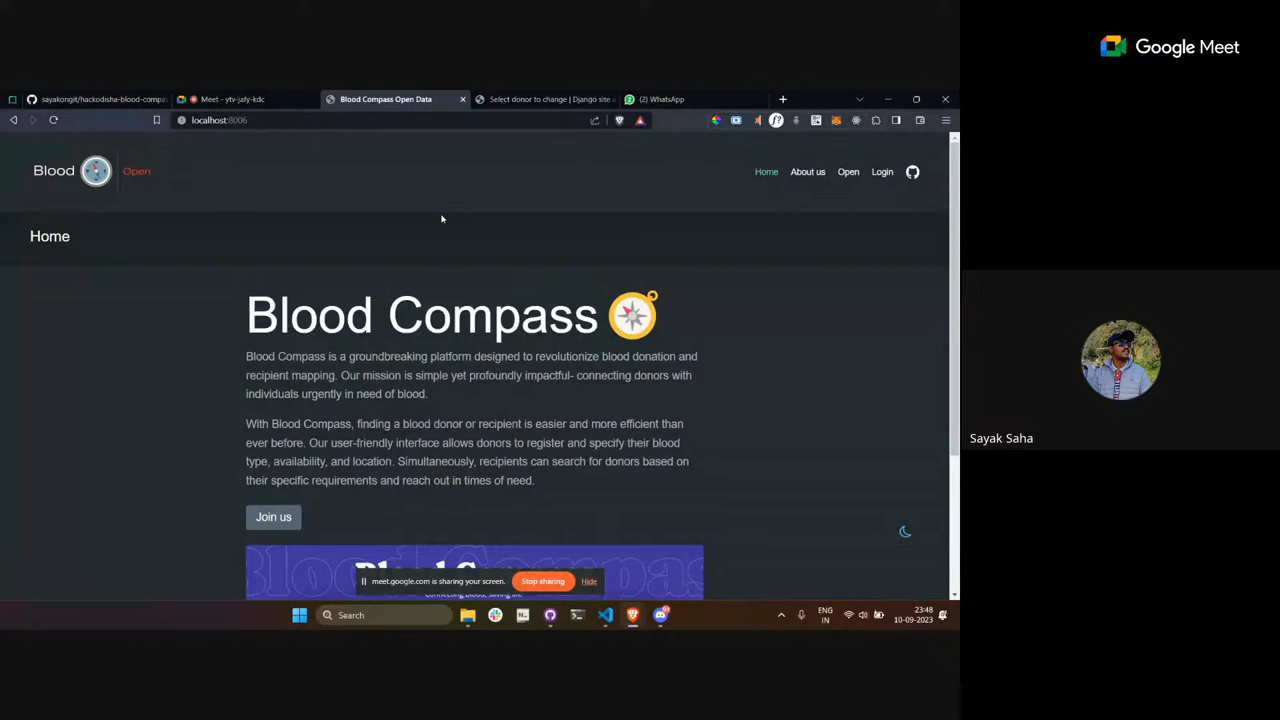 Google Meet
sayakongit/hackodisha-blood-compa
Meet - ytv-jafy-kdc
Blood Compass Open Data
Select donor to change | Django site a
(2) WhatsApp
localhost:8006
Blood
Open
Home
About us
Open
Login
Home
Blood Compass
Blood Compass is a groundbreaking platform designed to revolutionize blood donation and
recipient mapping. Our mission is simple yet profoundly impactful- connecting donors with
individuals urgently in need of blood.
With Blood Compass, finding a blood donor or recipient is easier and more efficient than
ever before. Our user-friendly interface allows donors to register and specify their blood
type, availability, and location. Simultaneously, recipients can search for donors based on
their specific requirements and reach out in times of need.
Join us
meet.google.com is sharing your screen.
Stop sharing
Hide
Connecting Blood, Saving life
Search
ENG
IN
23:48
10-09-2023
Sayak Saha